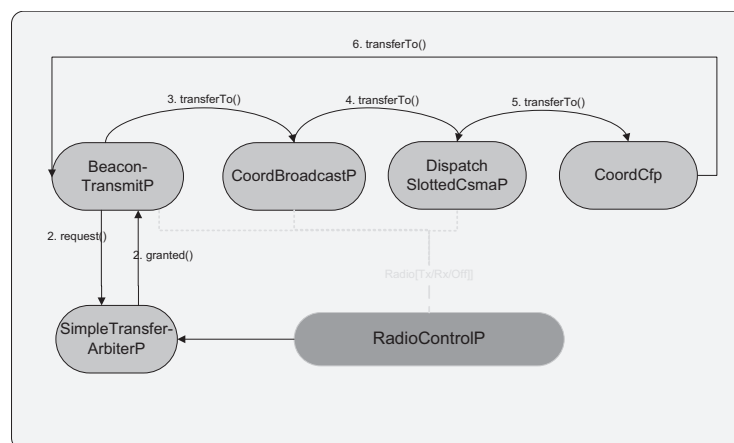 6. transferTo()
3. transferTo()
4. transferTo()
5. transferTo()
Beacon-
TransmitP
CoordBroadcastP
Dispatch
SlottedCsmaP
CoordCfp
2. request()
2. granted()
Radio[Tx/Rx/Off]]
SimpleTransfer-
ArbiterP
RadioControlP